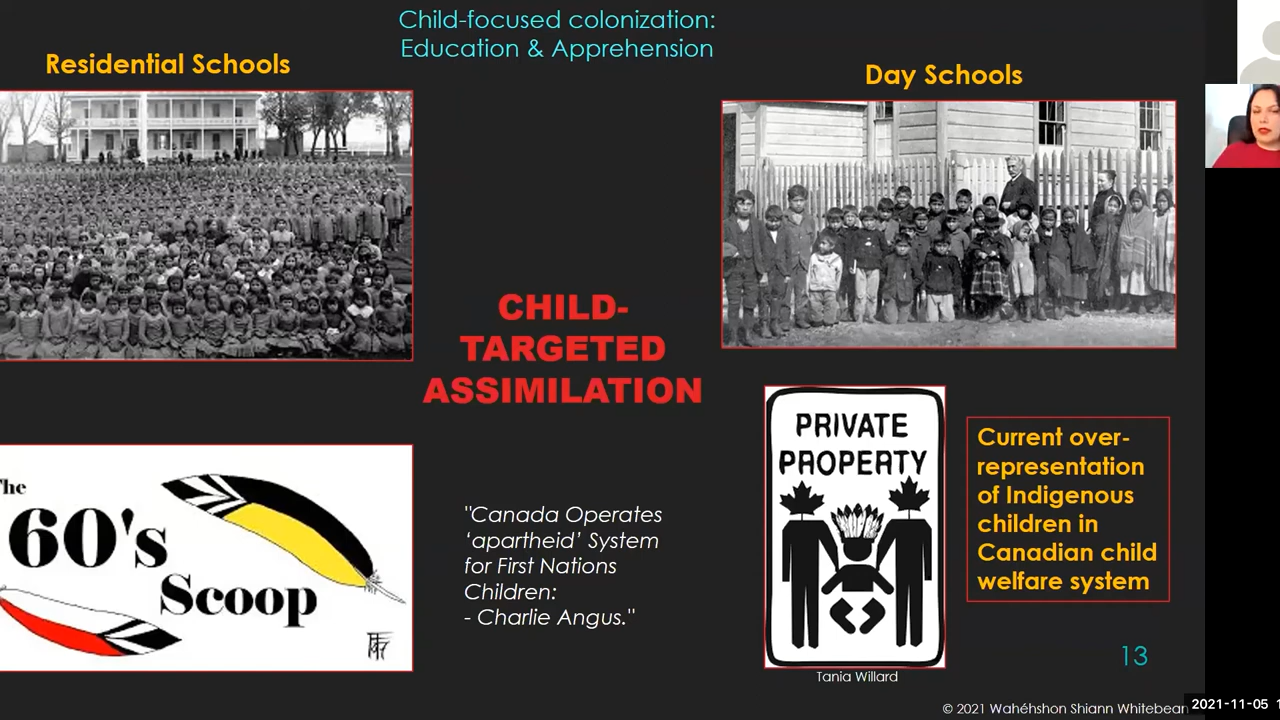 Child-focused colonization:
Education & Apprehension
Residential Schools
Day Schools
CHILD-
TARGETED
ASSIMILATION
The
60's
Scoop
"Canada Operates
‘apartheid’ System
for First Nations
Children:
- Charlie Angus."
PRIVATE
PROPERTY
Tania Willard
Current over-
representation
of Indigenous
children in
Canadian child
welfare system
13
© 2021 Wahéhshon Shiann Whitebean
2021-11-05